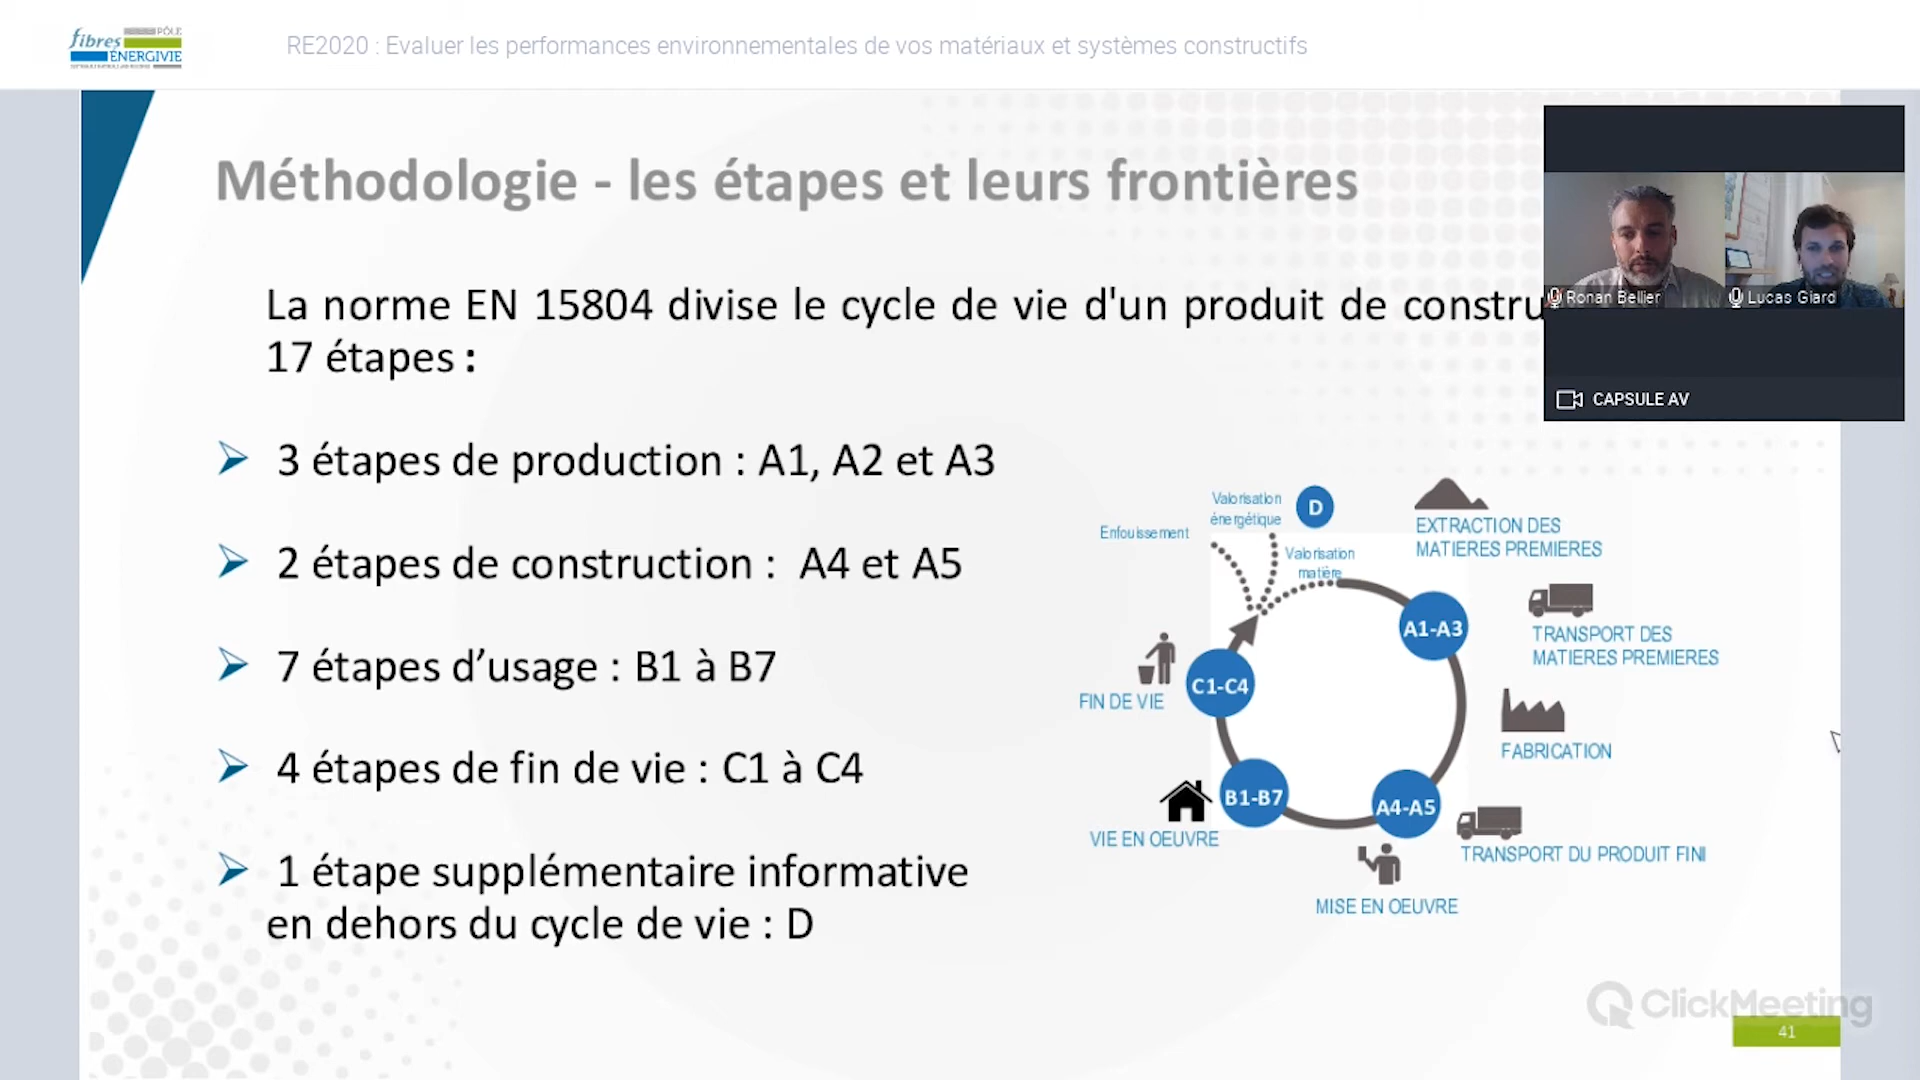 fibres
PÔLE
ÉNERGIVIE
RE2020 : Evaluer les performances environnementales de vos matériaux et systèmes constructifs
Méthodologie - les étapes et leurs frontières
La norme EN 15804 divise le cycle de vie d'un produit de constru
17 étapes :
3 étapes de production : A1, A2 et A3
2 étapes de construction : A4 et A5
7 étapes d’usage : B1 à B7
4 étapes de fin de vie : C1 à C4
1 étape supplémentaire informative
en dehors du cycle de vie : D
Ronan Bellier
Lucas Giard
CAPSULE AV
Enfouissement
Valorisation
énergétique
D
Valorisation
matière
EXTRACTION DES
MATIERES PREMIERES
A1-A3
TRANSPORT DES
MATIERES PREMIERES
FABRICATION
A4-A5
TRANSPORT DU PRODUIT FINI
MISE EN OEUVRE
B1-B7
VIE EN OEUVRE
C1-C4
FIN DE VIE
ClickMeeting
41